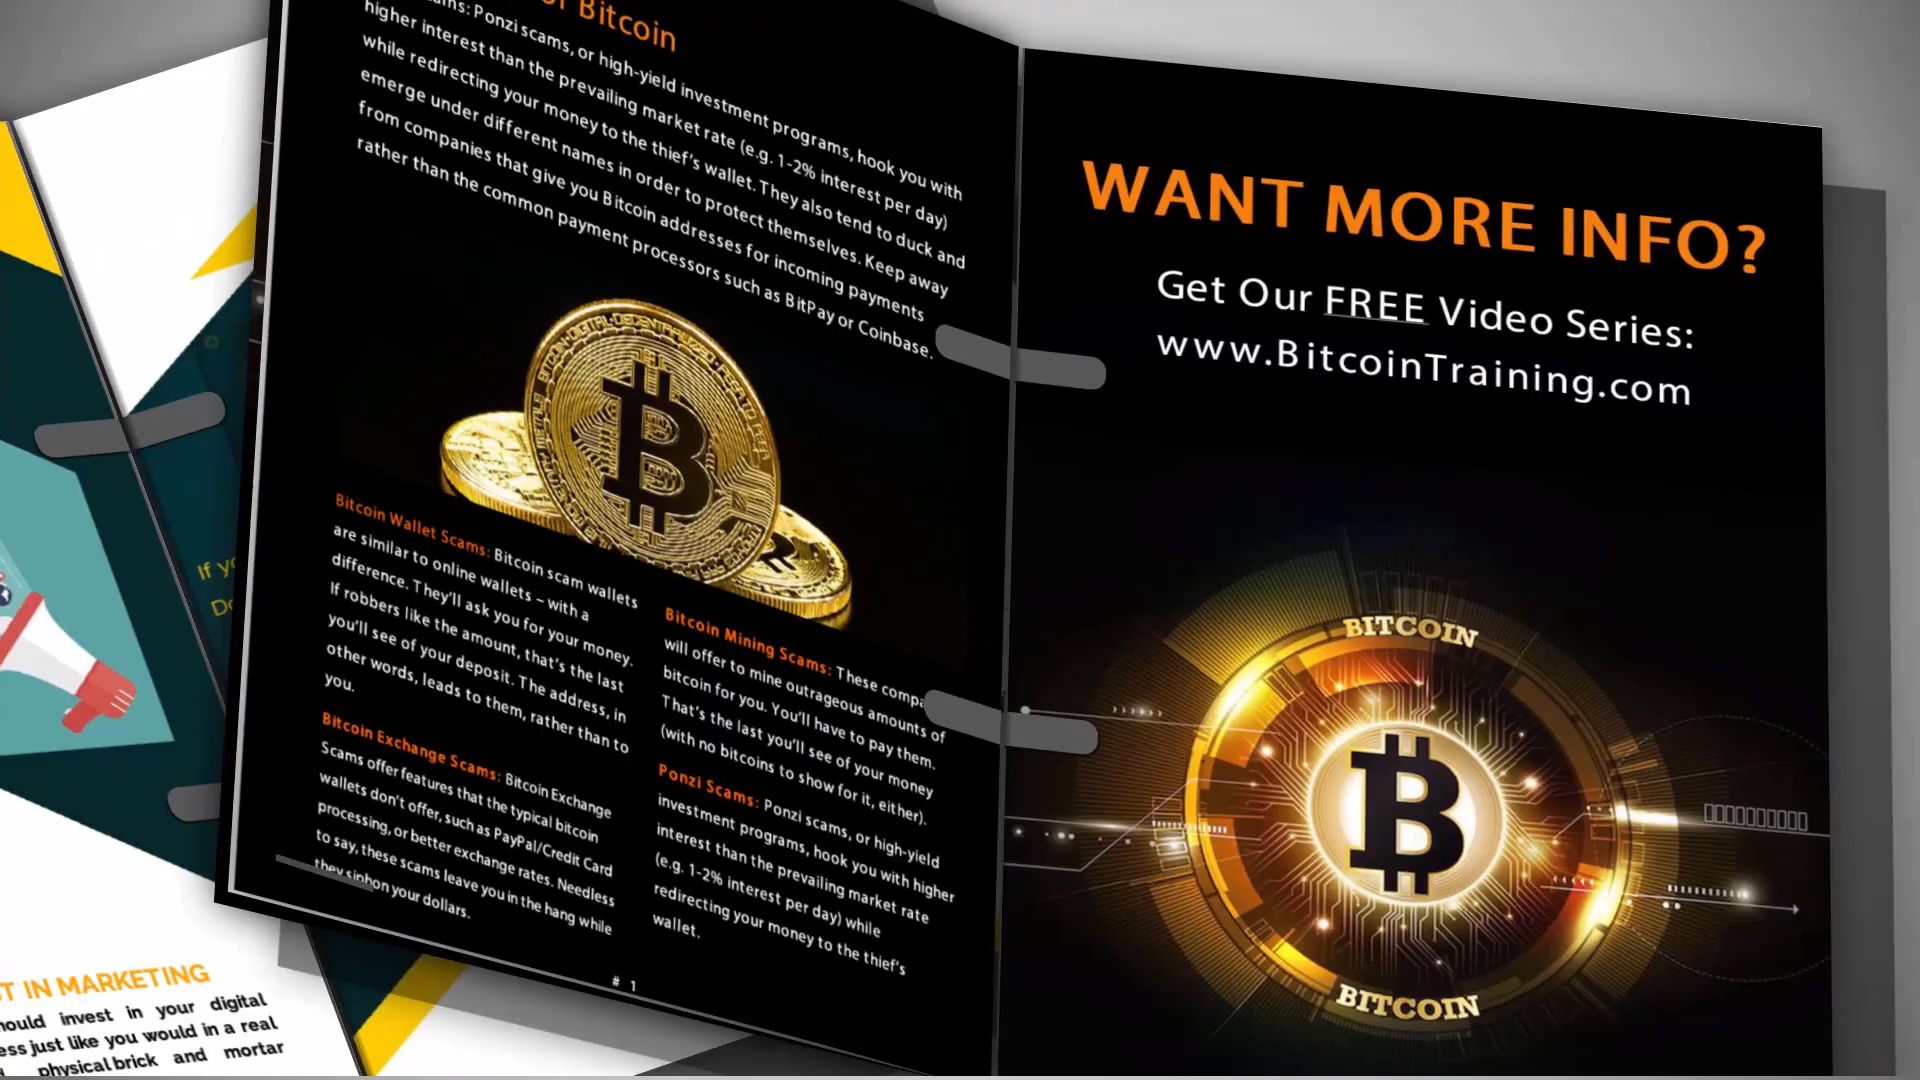 of Bitcoin
Ponzi scams, or high-yield investment programs, hook you with
higher interest than the prevailing market rate (e.g. 1-2% interest per day)
while redirecting your money to the thief's wallet. They also tend to duck and
emerge under different names in order to protect themselves. Keep away
from companies that give you Bitcoin addresses for incoming payments
rather than the common payment processors such as BitPay or Coinbase.
Bitcoin Wallet Scams: Bitcoin scam wallets
are similar to online wallets – with a
difference. They'll ask you for your money.
If robbers like the amount, that's the last
you'll see of your deposit. The address, in
other words, leads to them, rather than to
you.
Bitcoin Exchange Scams: Bitcoin Exchange
Scams offer features that the typical bitcoin
wallets don't offer, such as PayPal/Credit Card
processing, or better exchange rates. Needless
to say, these scams leave you in the hang while
they siphon your dollars.
Bitcoin Mining Scams: These
will offer to mine outrageous amounts of
bitcoin for you. You'll have to pay them.
That's the last you'll see of your money
(with no bitcoins to show for it, either).
Ponzi Scams: Ponzi scams, or high-yield
investment programs, hook you with higher
interest than the prevailing market rate
(e.g. 1-2% interest per day) while
redirecting your money to the thief's
wallet.
# 1
WANT MORE INFO?
Get Our FREE Video Series:
www.BitcoinTraining.com
BITCOIN
BITCOIN
If
IN MARKETING
invest in your digital
just like you would in a real
physical brick and mortar